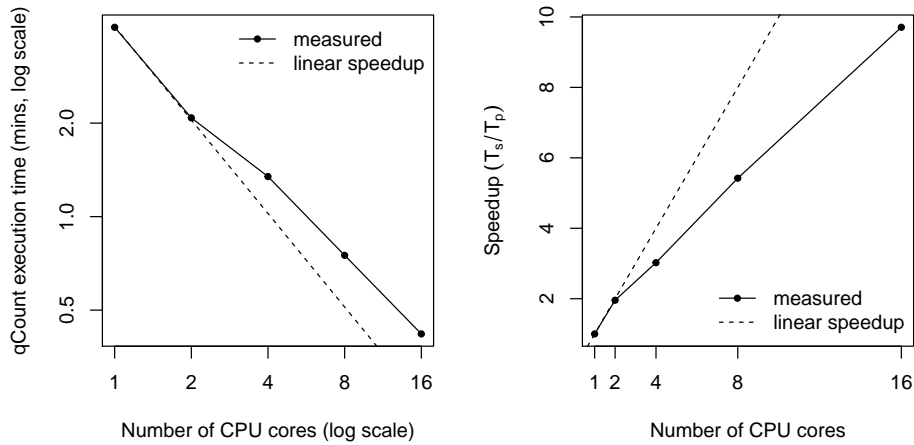 qCount execution time (mins, log scale)
2.0
1.0
0.5
measured
linear speedup
1 2 4 8 16
Number of CPU cores (log scale)
Speedup (Tₛ/Tₚ)
10
8
6
4
2
measured
linear speedup
1 2 4 8 16
Number of CPU cores